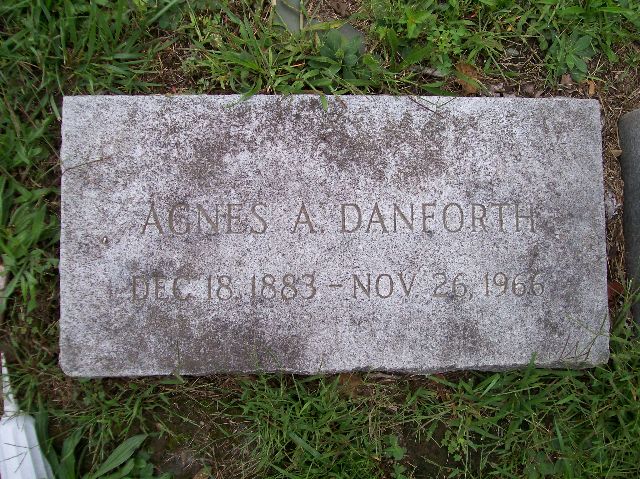 AGNES A. DANFORTH
DEC. 18, 1883 - NOV. 26, 1966